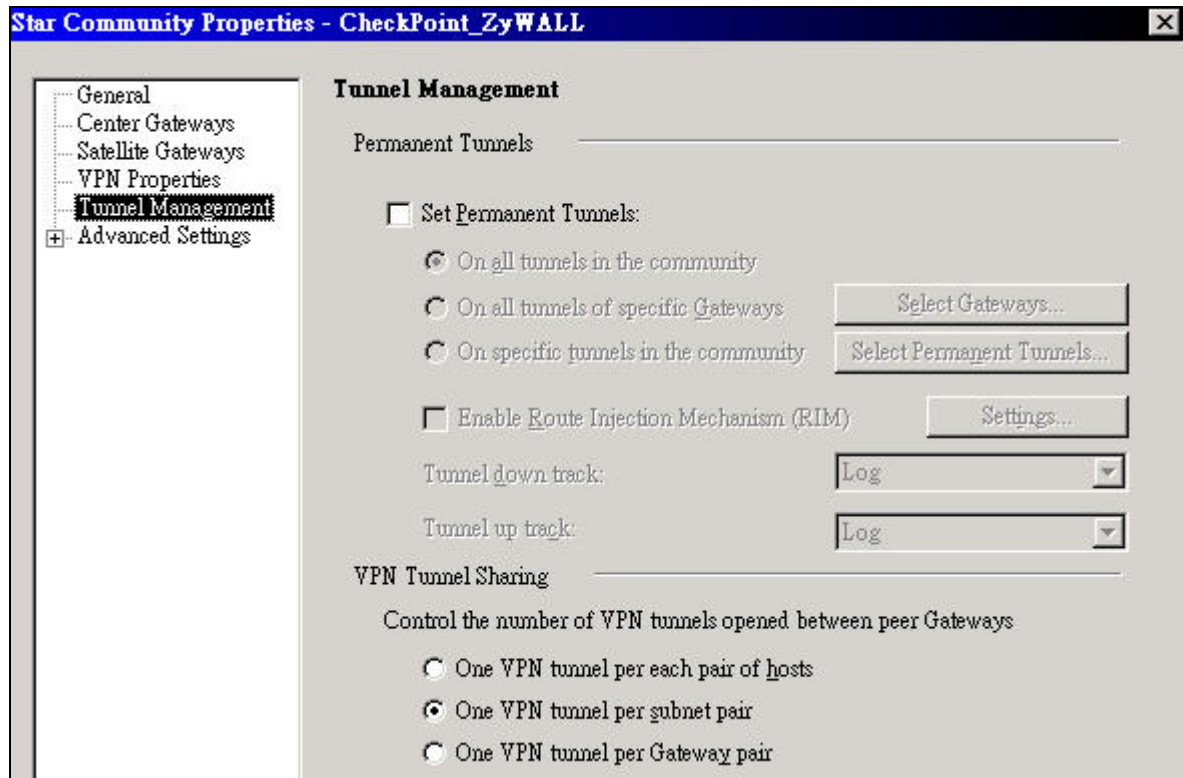 Star Community Properties - CheckPoint_ZyWALL
General
Center Gateways
Satellite Gateways
VPN Properties
Tunnel Management
Advanced Settings
Tunnel Management
Permanent Tunnels
Set Permanent Tunnels:
On all tunnels in the community
On all tunnels of specific Gateways
Select Gateways...
On specific tunnels in the community
Select Permanent Tunnels...
Enable Route Injection Mechanism (RIM)
Settings...
Tunnel down track:
Log
Tunnel up track:
Log
VPN Tunnel Sharing
Control the number of VPN tunnels opened between peer Gateways
One VPN tunnel per each pair of hosts
One VPN tunnel per subnet pair
One VPN tunnel per Gateway pair